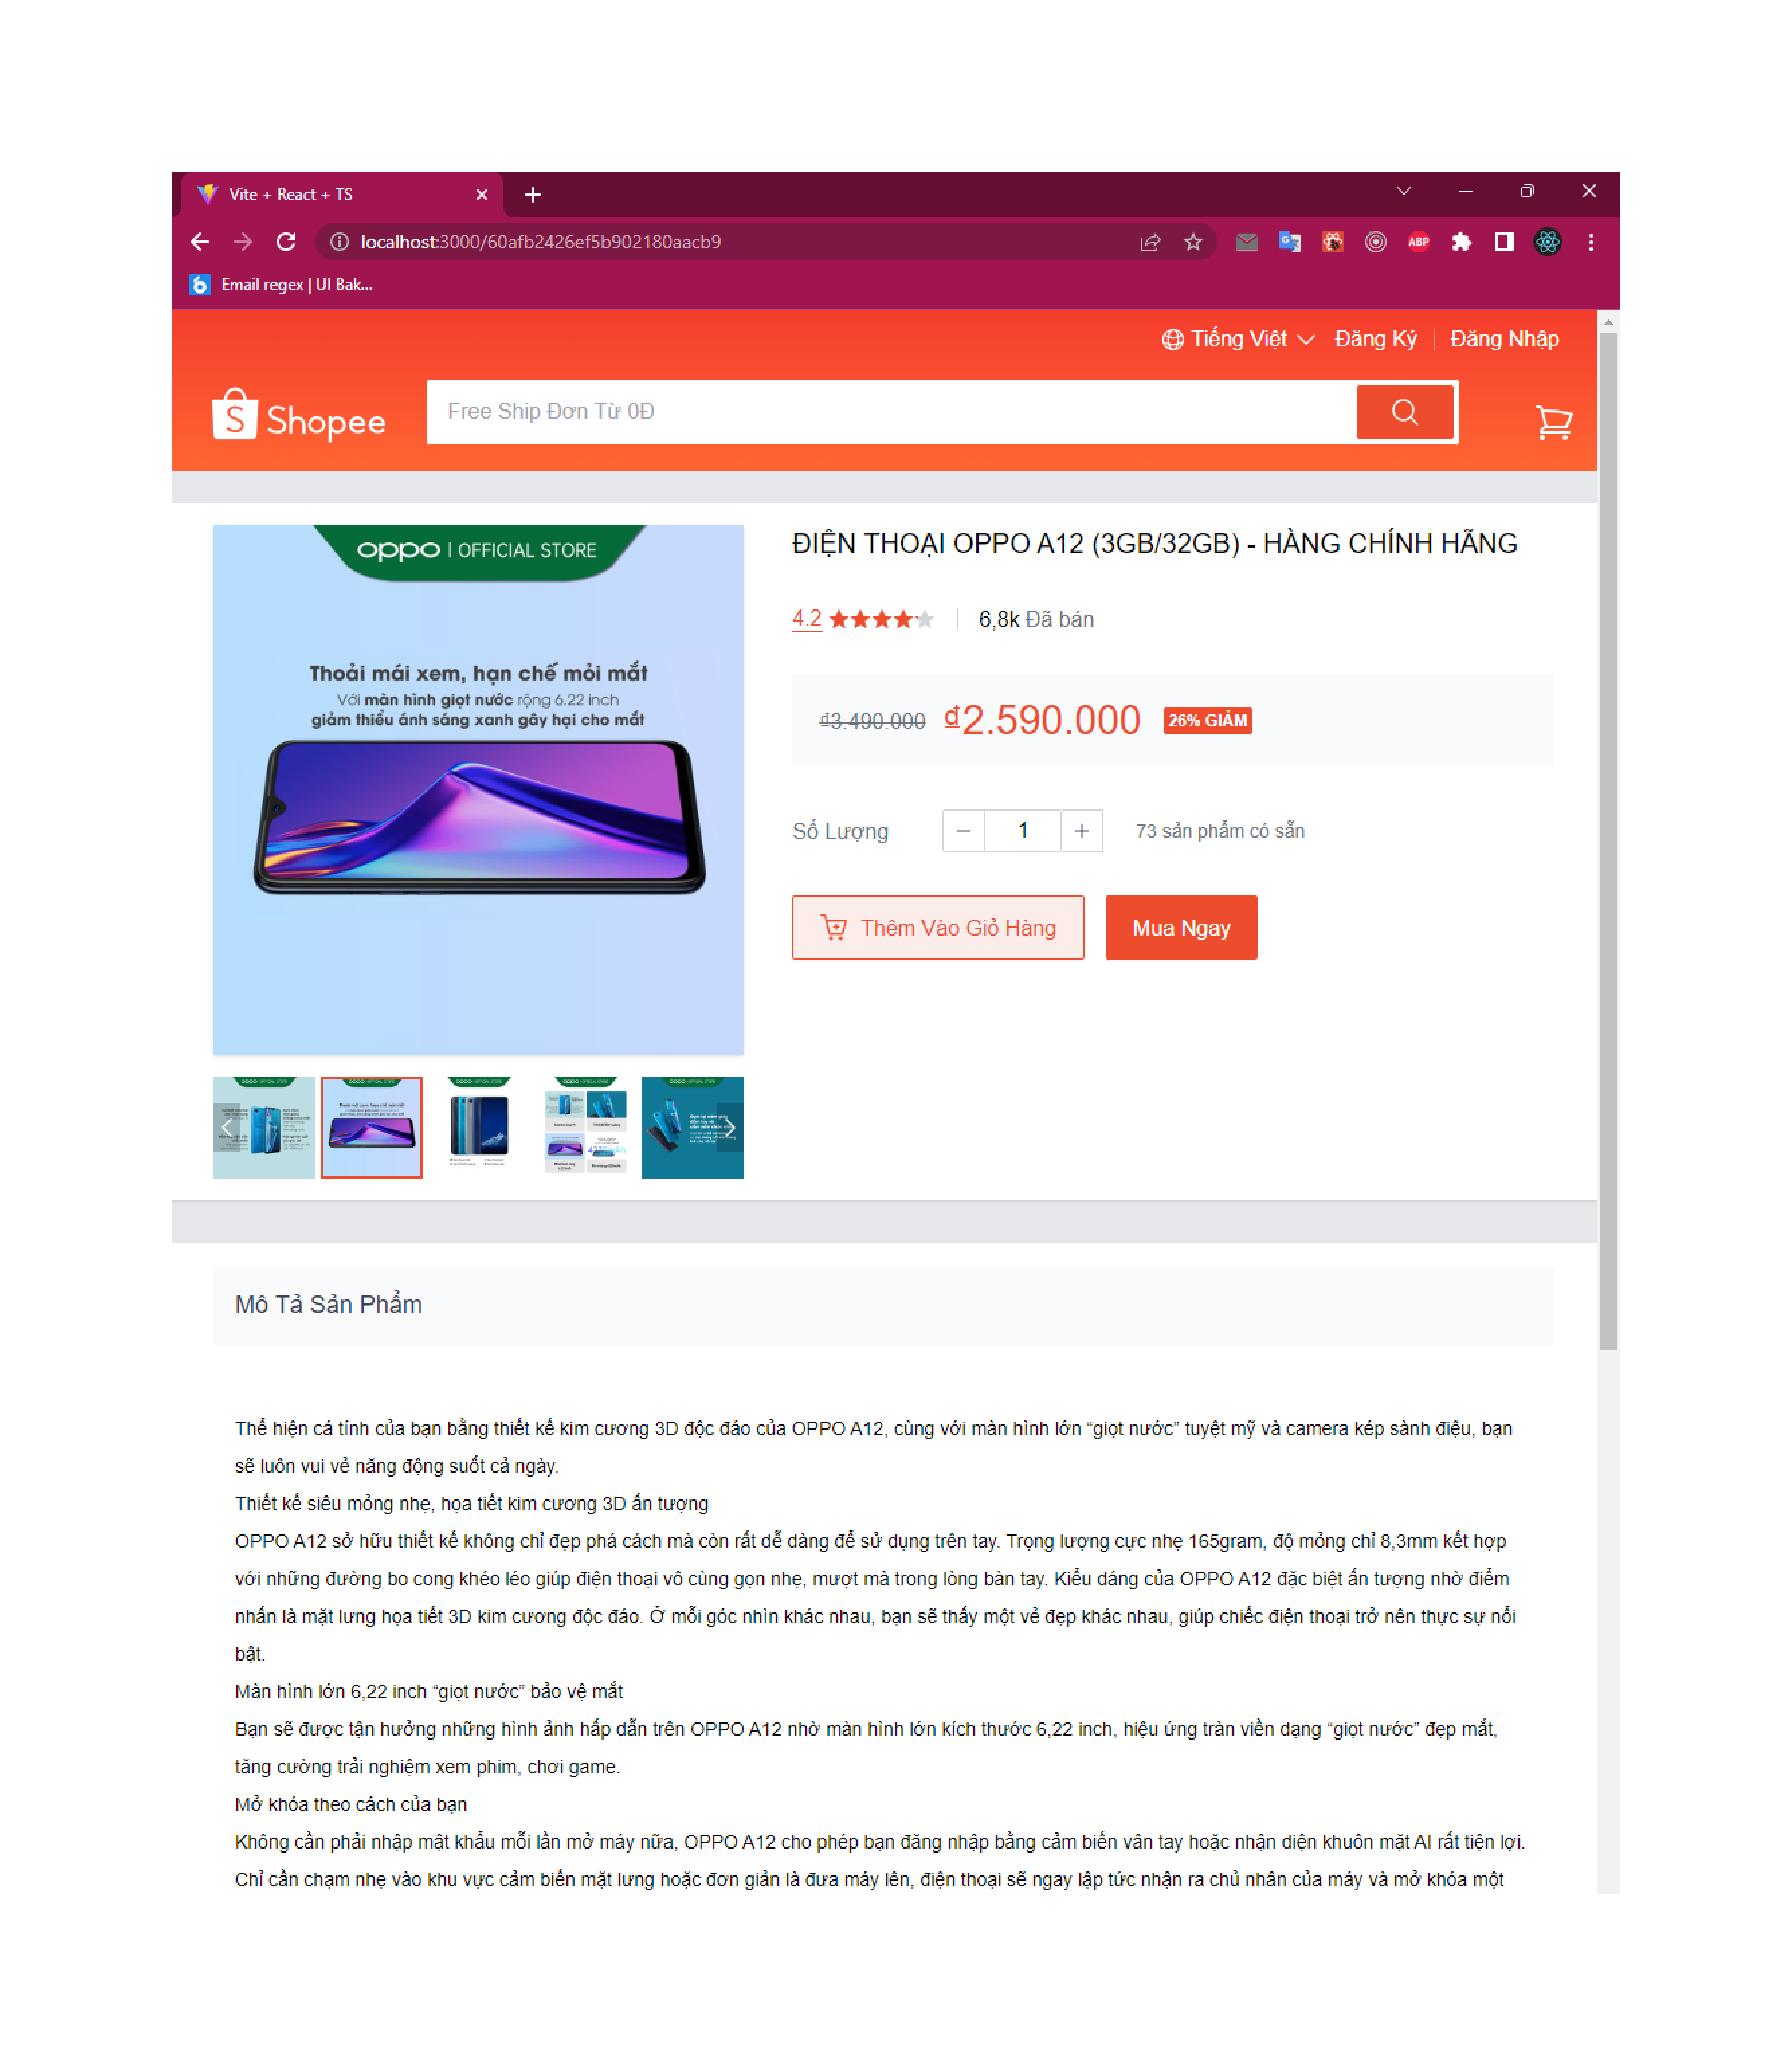 Vite + React + TS
localhost:3000/60afb2426ef5b902180aacb9
ABP
Email regex | UI Bak...
Tiếng Việt Đăng Ký Đăng Nhập
Shopee
Free Ship Đơn Từ 0Đ
oppo OFFICIAL STORE
Thoải mái xem, hạn chế mỏi mắt
Với màn hình giọt nước rộng 6.22 inch
giảm thiểu ánh sáng xanh gây hại cho mắt
ĐIỆN THOẠI OPPO A12 (3GB/32GB) - HÀNG CHÍNH HÃNG
4.2 6,8k Đã bán
₫3.490.000 ₫2.590.000 26% GIẢM
Số Lượng 1 73 sản phẩm có sẵn
Thêm Vào Giỏ Hàng Mua Ngay
Mô Tả Sản Phẩm
Thể hiện cá tính của bạn bằng thiết kế kim cương 3D độc đáo của OPPO A12, cùng với màn hình lớn “giọt nước” tuyệt mỹ và camera kép sành điệu, bạn
sẽ luôn vui vẻ năng động suốt cả ngày.
Thiết kế siêu mỏng nhẹ, họa tiết kim cương 3D ấn tượng
OPPO A12 sở hữu thiết kế không chỉ đẹp phá cách mà còn rất dễ dàng để sử dụng trên tay. Trọng lượng cực nhẹ 165gram, độ mỏng chỉ 8,3mm kết hợp
với những đường bo cong khéo léo giúp điện thoại vô cùng gọn nhẹ, mượt mà trong lòng bàn tay. Kiểu dáng của OPPO A12 đặc biệt ấn tượng nhờ điểm
nhấn là mặt lưng họa tiết 3D kim cương độc đáo. Ở mỗi góc nhìn khác nhau, bạn sẽ thấy một vẻ đẹp khác nhau, giúp chiếc điện thoại trở nên thực sự nổi
bật.
Màn hình lớn 6,22 inch “giọt nước” bảo vệ mắt
Bạn sẽ được tận hưởng những hình ảnh hấp dẫn trên OPPO A12 nhờ màn hình lớn kích thước 6,22 inch, hiệu ứng tràn viền dạng “giọt nước” đẹp mắt,
tăng cường trải nghiệm xem phim, chơi game.
Mở khóa theo cách của bạn
Không cần phải nhập mật khẩu mỗi lần mở máy nữa, OPPO A12 cho phép bạn đăng nhập bằng cảm biến vân tay hoặc nhận diện khuôn mặt AI rất tiện lợi.
Chỉ cần chạm nhẹ vào khu vực cảm biến mặt lưng hoặc đơn giản là đưa máy lên, điện thoại sẽ ngay lập tức nhận ra chủ nhân của máy và mở khóa một